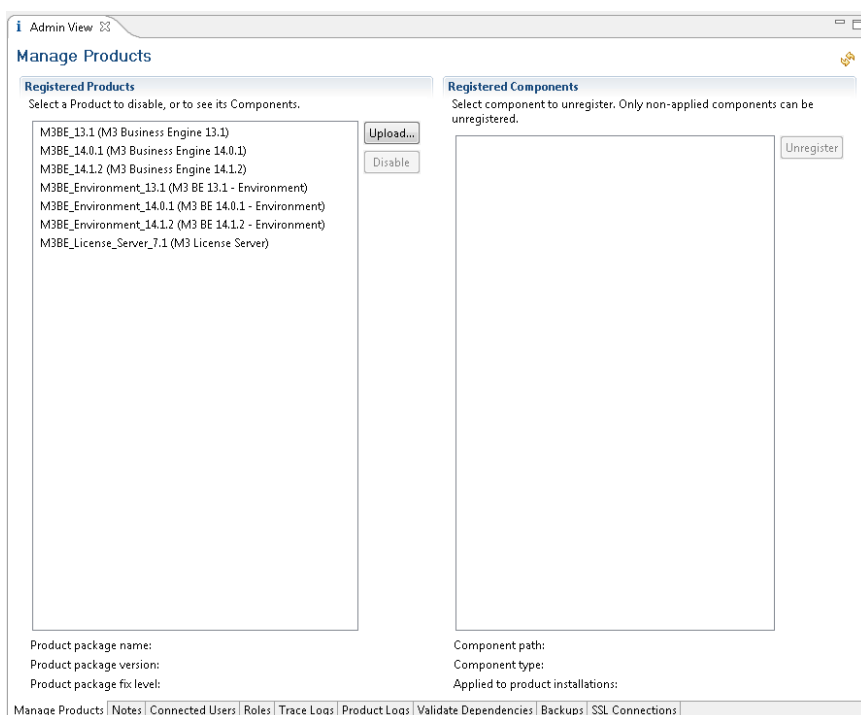 Admin View
Manage Products
Registered Products
Select a Product to disable, or to see its Components.
M3BE_13.1 (M3 Business Engine 13.1)
M3BE_14.0.1 (M3 Business Engine 14.0.1)
M3BE_14.1.2 (M3 Business Engine 14.1.2)
M3BE_Environment_13.1 (M3 BE 13.1 - Environment)
M3BE_Environment_14.0.1 (M3 BE 14.0.1 - Environment)
M3BE_Environment_14.1.2 (M3 BE 14.1.2 - Environment)
M3BE_License_Server_7.1 (M3 License Server)
Upload...
Disable
Product package name:
Product package version:
Product package fix level:
Registered Components
Select component to unregister. Only non-applied components can be
unregistered.
Unregister
Component path:
Component type:
Applied to product installations:
Manage Products Notes Connected Users Roles Trace Logs Product Logs Validate Dependencies Backups SSL Connections